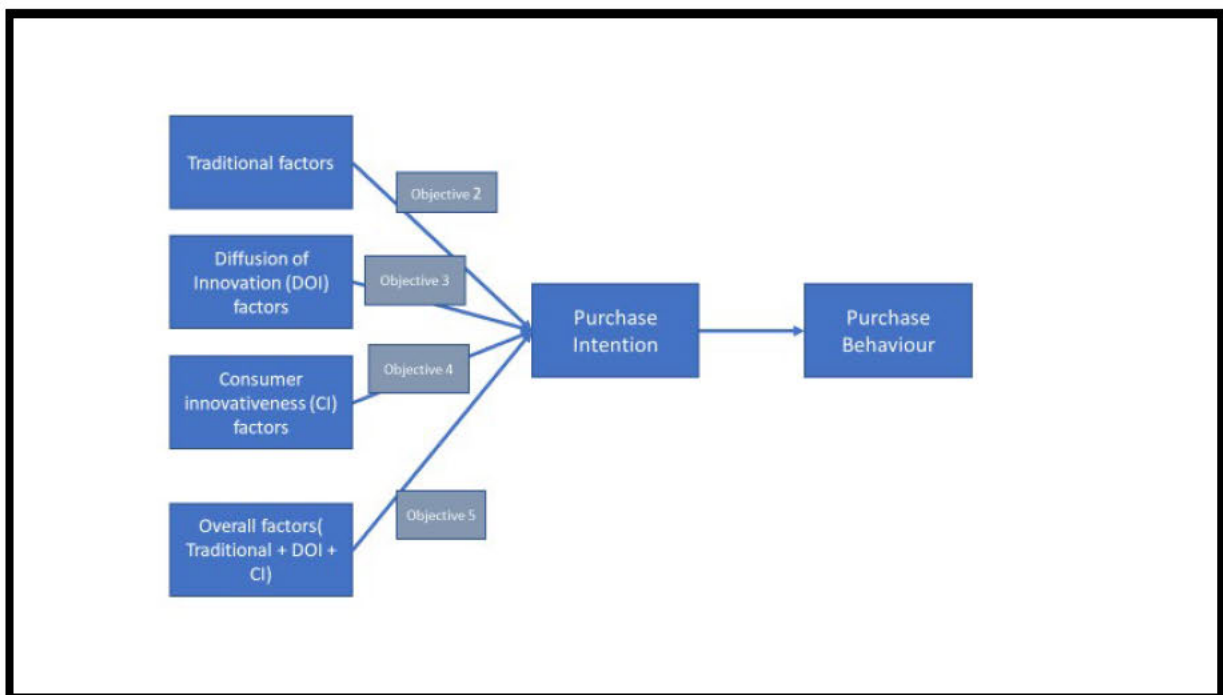 Traditional factors
Objective 2
Diffusion of
Innovation (DOI)
factors
Objective 3
Consumer
innovativeness (CI)
factors
Objective 4
Overall factors(
Traditional + DOI +
CI)
Objective 5
Purchase
Intention
Purchase
Behaviour